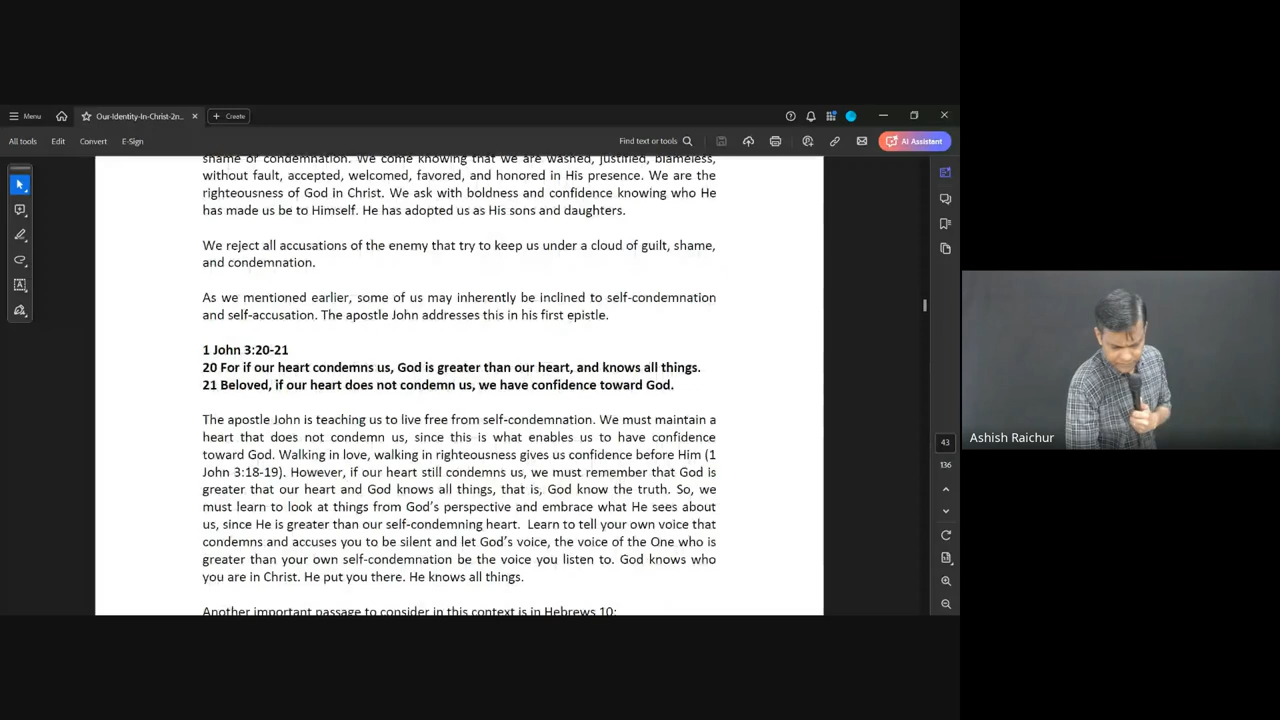 Menu
Our-Identity-In-Christ-2n...
Create
All tools
Edit
Convert
E-Sign
Find text or tools
AI Assistant
shame or condemnation. We come knowing that we are washed, justified, blameless,
without fault, accepted, welcomed, favored, and honored in His presence. We are the
righteousness of God in Christ. We ask with boldness and confidence knowing who He
has made us be to Himself. He has adopted us as His sons and daughters.
We reject all accusations of the enemy that try to keep us under a cloud of guilt, shame,
and condemnation.
As we mentioned earlier, some of us may inherently be inclined to self-condemnation
and self-accusation. The apostle John addresses this in his first epistle.
1 John 3:20-21
20 For if our heart condemns us, God is greater than our heart, and knows all things.
21 Beloved, if our heart does not condemn us, we have confidence toward God.
The apostle John is teaching us to live free from self-condemnation. We must maintain a
heart that does not condemn us, since this is what enables us to have confidence
toward God. Walking in love, walking in righteousness gives us confidence before Him (1
John 3:18-19). However, if our heart still condemns us, we must remember that God is
greater that our heart and God knows all things, that is, God know the truth. So, we
must learn to look at things from God's perspective and embrace what He sees about
us, since He is greater than our self-condemning heart. Learn to tell your own voice that
condemns and accuses you to be silent and let God's voice, the voice of the One who is
greater than your own self-condemnation be the voice you listen to. God knows who
you are in Christ. He put you there. He knows all things.
Another important passage to consider in this context is in Hebrews 10:
43
136
Ashish Raichur